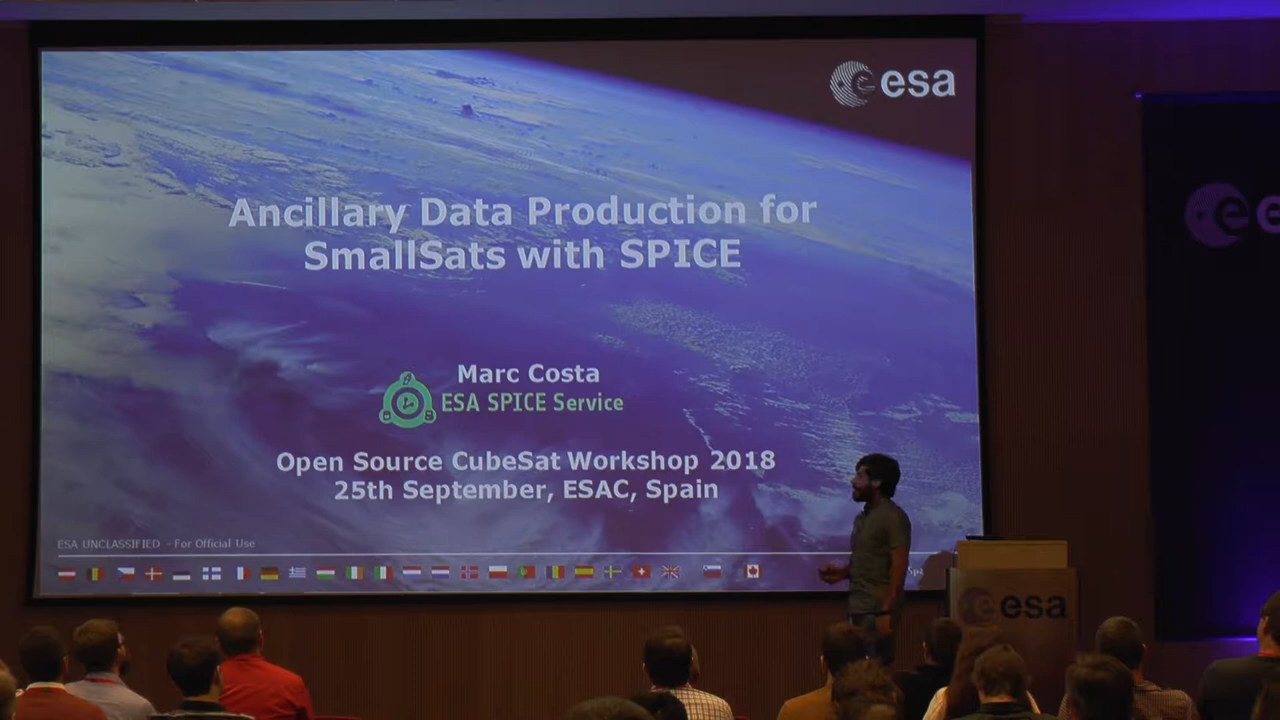 esa
Ancillary Data Production for
SmallSats with SPICE
Marc Costa
ESA SPICE Service
Open Source CubeSat Workshop 2018
25th September, ESAC, Spain
ESA UNCLASSIFIED - For Official Use
esa